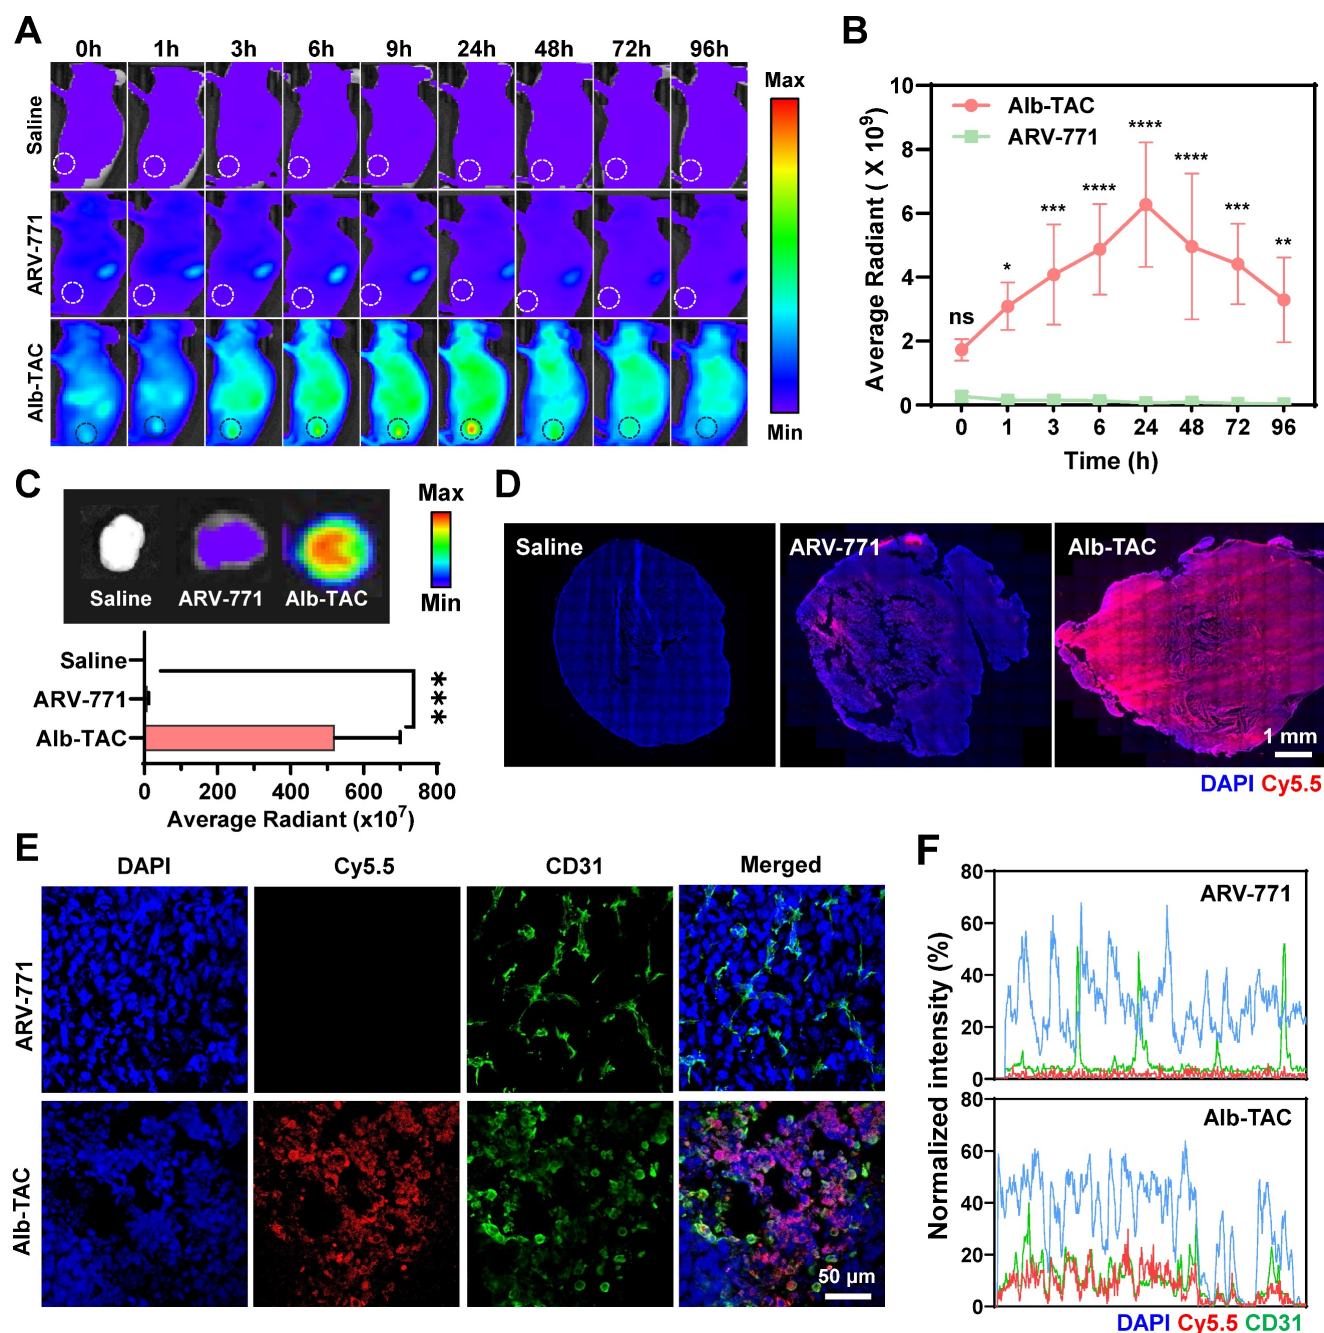 A
0h 1h 3h 6h 9h 24h 48h 72h 96h
Saline
ARV-771
Alb-TAC
Max
Min
B
Average Radiant ( X 10⁹)
10
8
6
4
2
0
Alb-TAC
ARV-771
ns
*
***
****
****
****
***
**
0 1 3 6 24 48 72 96
Time (h)
C
Saline ARV-771 Alb-TAC
Max
Min
Saline
ARV-771
Alb-TAC
***
0 200 400 600 800
Average Radiant (x10⁷)
D
Saline
ARV-771
Alb-TAC
1 mm
DAPI Cy5.5
E
DAPI Cy5.5 CD31 Merged
ARV-771
Alb-TAC
50 µm
F
Normalized intensity (%)
80
60
40
20
0
ARV-771
80
60
40
20
0
Alb-TAC
DAPI Cy5.5 CD31